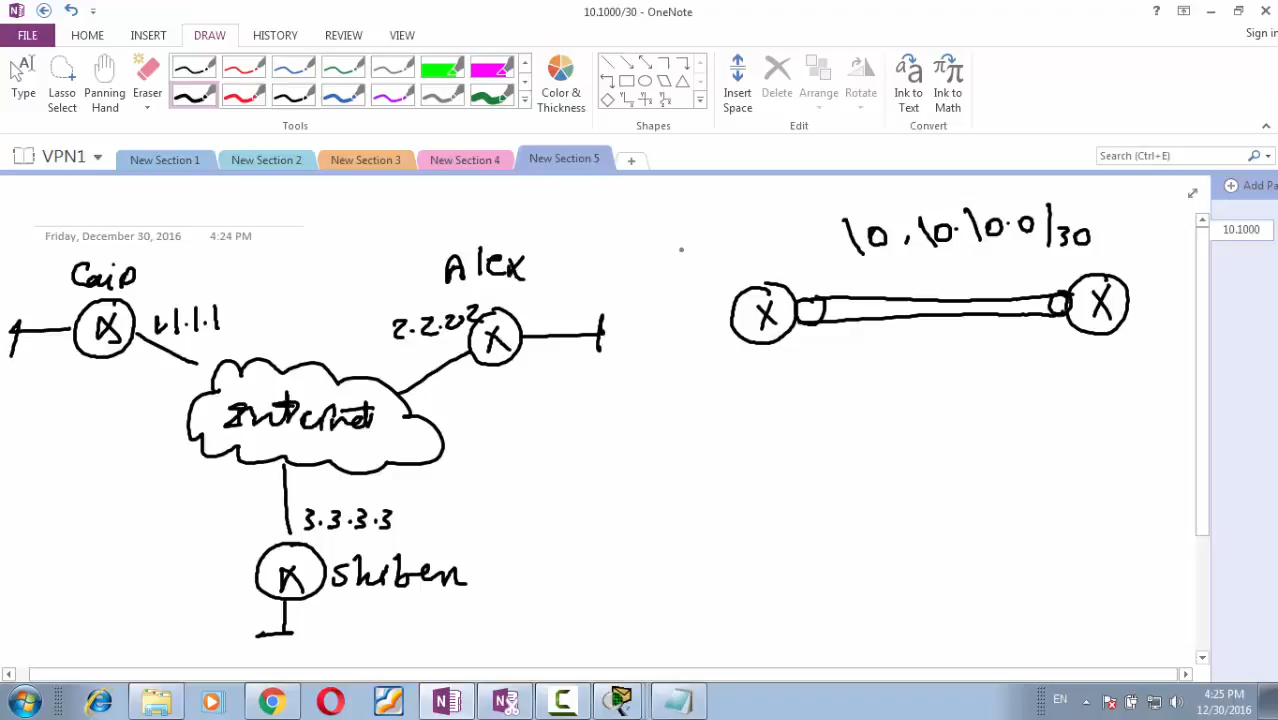 10.1000/30 - OneNote
Sign in
FILE HOME INSERT DRAW HISTORY REVIEW VIEW
Type
Lasso Select
Panning Hand
Eraser
Color & Thickness
Insert Space
Delete
Arrange
Rotate
Ink to Text
Ink to Math
Tools
Shapes
Edit
Convert
VPN1
New Section 1
New Section 2
New Section 3
New Section 4
New Section 5
Search (Ctrl+E)
Add Pa
10.1000
Friday, December 30, 2016 4:24 PM
10.10.10.0/30
Cairo
Alex
1.1.1.1
2.2.2.2
X
X
X
X
Internet
3.3.3.3
X
Shiben
EN
4:25 PM
12/30/2016